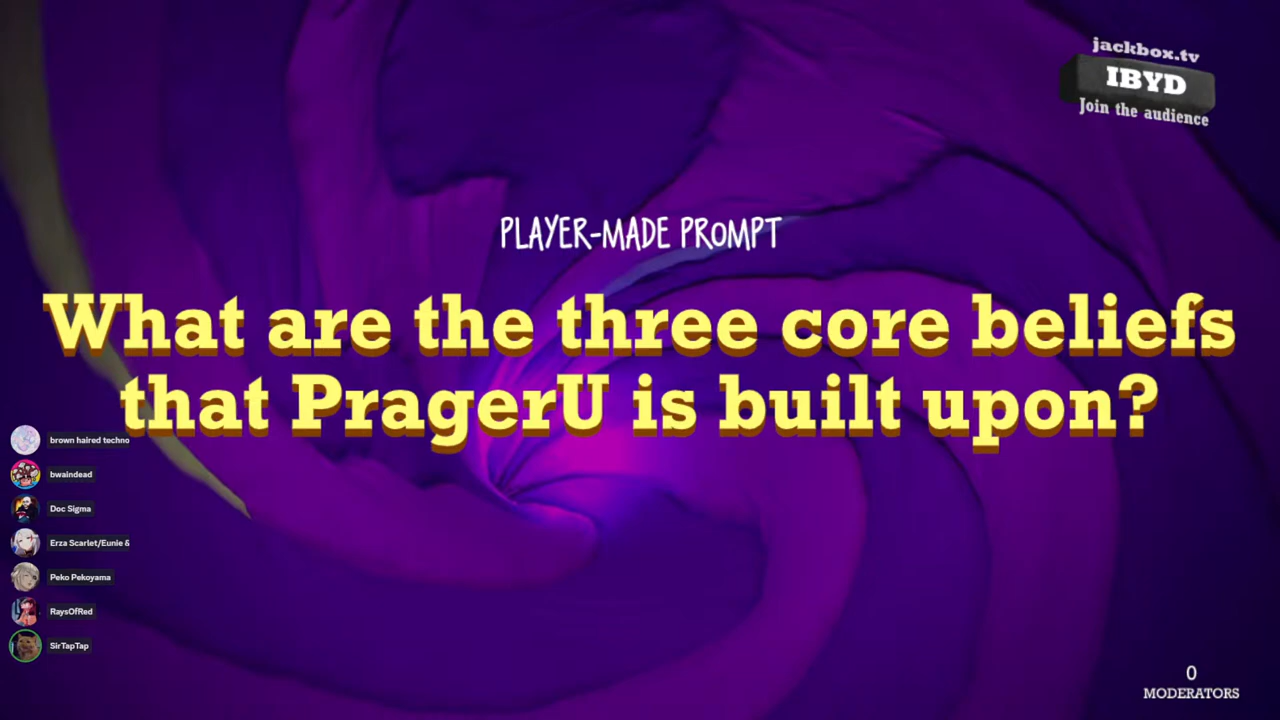 jackbox.tv
IBYD
Join the audience
PLAYER-MADE PROMPT
What are the three core beliefs
that PragerU is built upon?
brown haired techno
bwaindead
Doc Sigma
Erza Scarlet/Eunie &
Peko Pekoyama
RaysOfRed
SirTapTap
0
MODERATORS